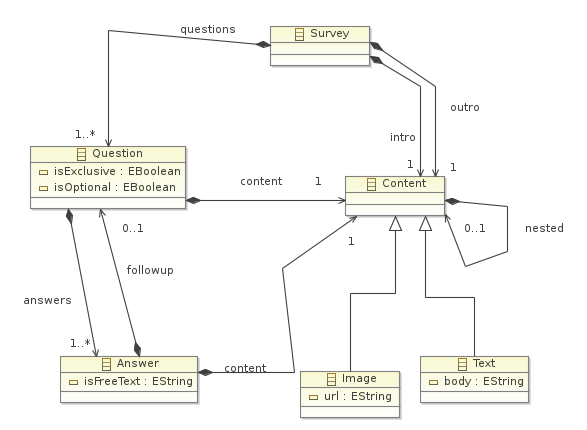 questions
Survey
outro
intro
1..*
1
1
Question
isExclusive : EBoolean
isOptional : EBoolean
content
1
Content
0..1
0..1
nested
1
followup
answers
1..*
Answer
isFreeText : EString
content
Image
url : EString
Text
body : EString